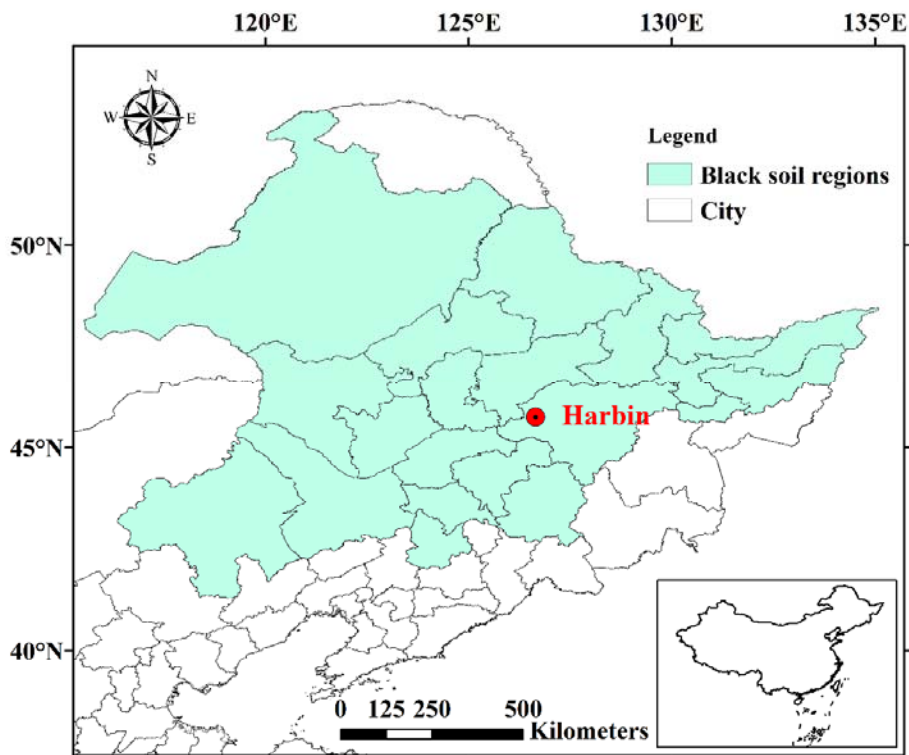 120°E 125°E 130°E 135°E
N
W E
S
Legend
Black soil regions
City
50°N
45°N
40°N
Harbin
0 125 250 500
Kilometers